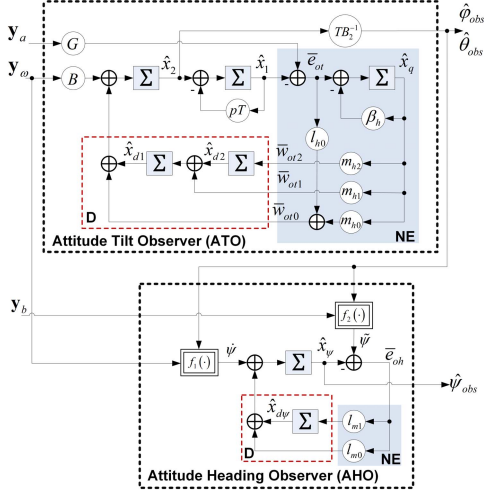 y_a G TB_2^{-1} φ̂_obs
θ̂_obs
y_ω B Σ x̂_2 - Σ x̂_1 - ē_ot - Σ x̂_q
pT l_h0 β_h
x̂_d1 Σ x̂_d2 Σ w̄_ot2 m_h2
w̄_ot1 m_h1
D w̄_ot0 m_h0
NE
Attitude Tilt Observer (ATO)
y_b f_2(·)
f_1(·) ψ̇ Σ x̂_ψ - ψ̃ ē_oh
ψ̂_obs
x̂_dψ Σ l_m1
D l_m0 NE
Attitude Heading Observer (AHO)